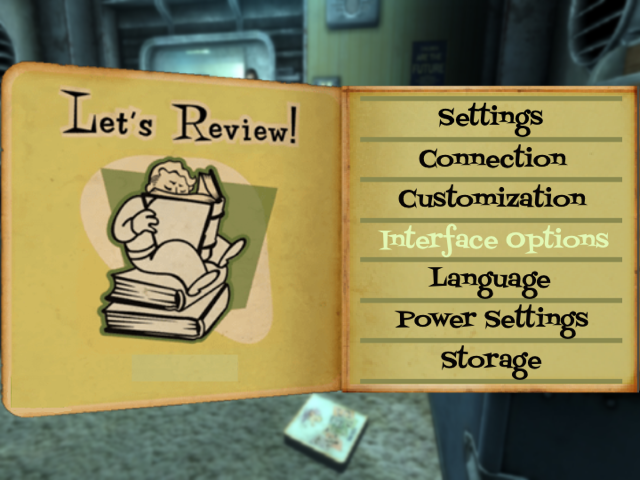 Let's Review!
Settings
Connection
Customization
Interface Options
Language
Power Settings
Storage